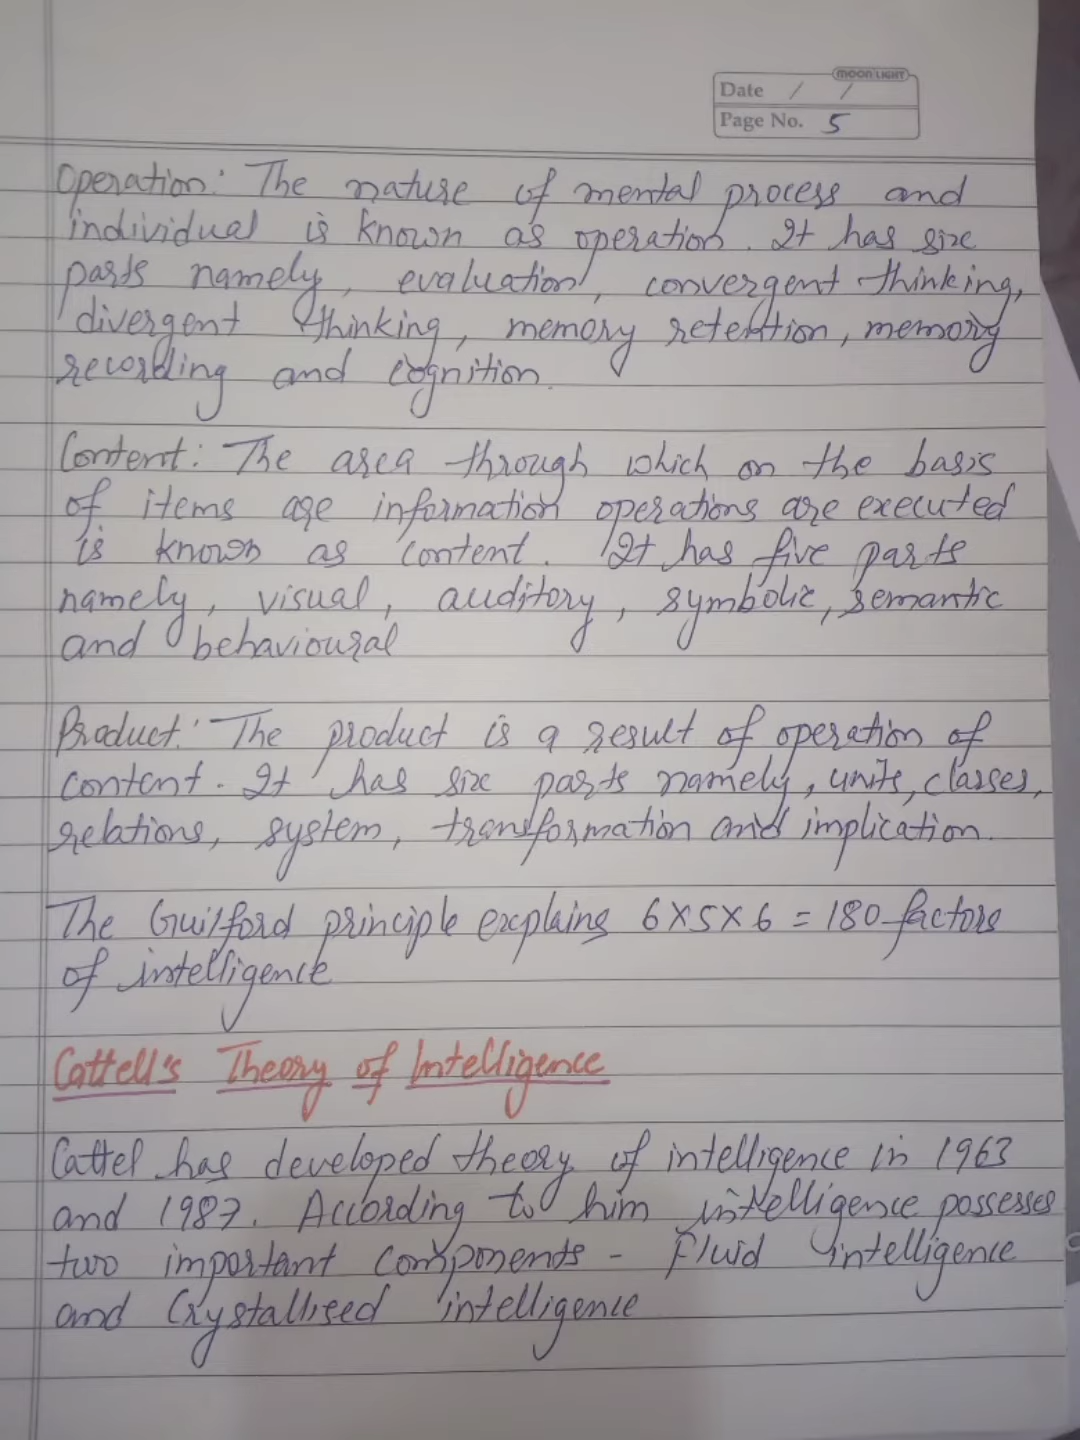 MOON LIGHT
Date / /
Page No. 5
Operation: The nature of mental process and
individual is known as operation. It has six
parts namely, evaluation, convergent thinking,
divergent thinking, memory retention, memory
recording and cognition.
Content: The area through which on the basis
of items are information operations are executed
is known as content. It has five parts
namely, visual, auditory, symbolic, semantic
and behavioural
Product: The product is a result of operation of
content. It has six parts namely, units, classes,
relations, system, transformation and implication.
The Guilford principle explains 6x5x6 = 180 factors
of intelligence
Cattell's Theory of Intelligence
Cattel has developed theory of intelligence in 1963
and 1987. According to him intelligence possesses
two important components - Fluid intelligence
and Crystallised intelligence